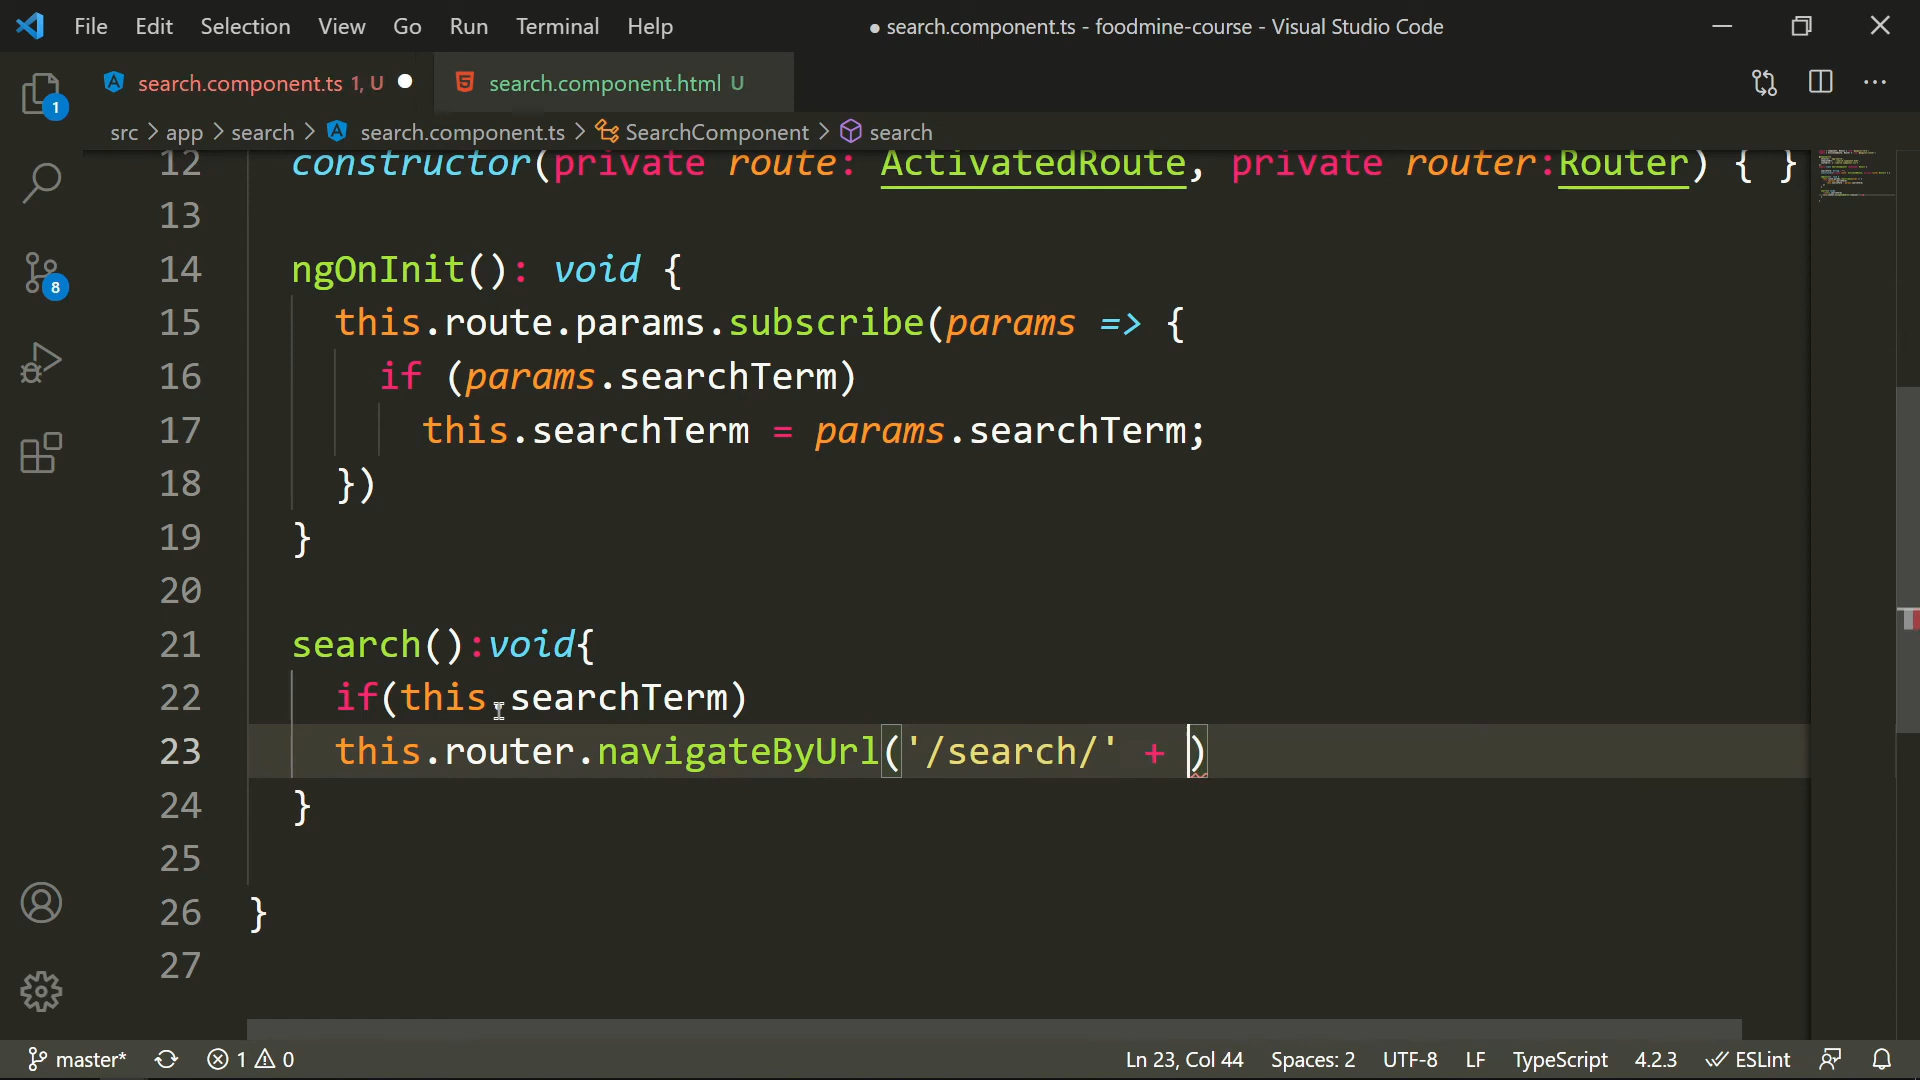 File Edit Selection View Go Run Terminal Help ● search.component.ts - foodmine-course - Visual Studio Code
search.component.ts 1, U ● search.component.html U
1
src > app > search > search.component.ts > SearchComponent > search
12 constructor(private route: ActivatedRoute, private router:Router) { }
13
14 ngOnInit(): void {
15 this.route.params.subscribe(params => {
16 if (params.searchTerm)
17 this.searchTerm = params.searchTerm;
18 })
19 }
20
21 search():void{
22 if(this.searchTerm)
23 this.router.navigateByUrl('/search/' + )
24 }
25
26 }
27
8
master* 1 0 Ln 23, Col 44 Spaces: 2 UTF-8 LF TypeScript 4.2.3 ESLint